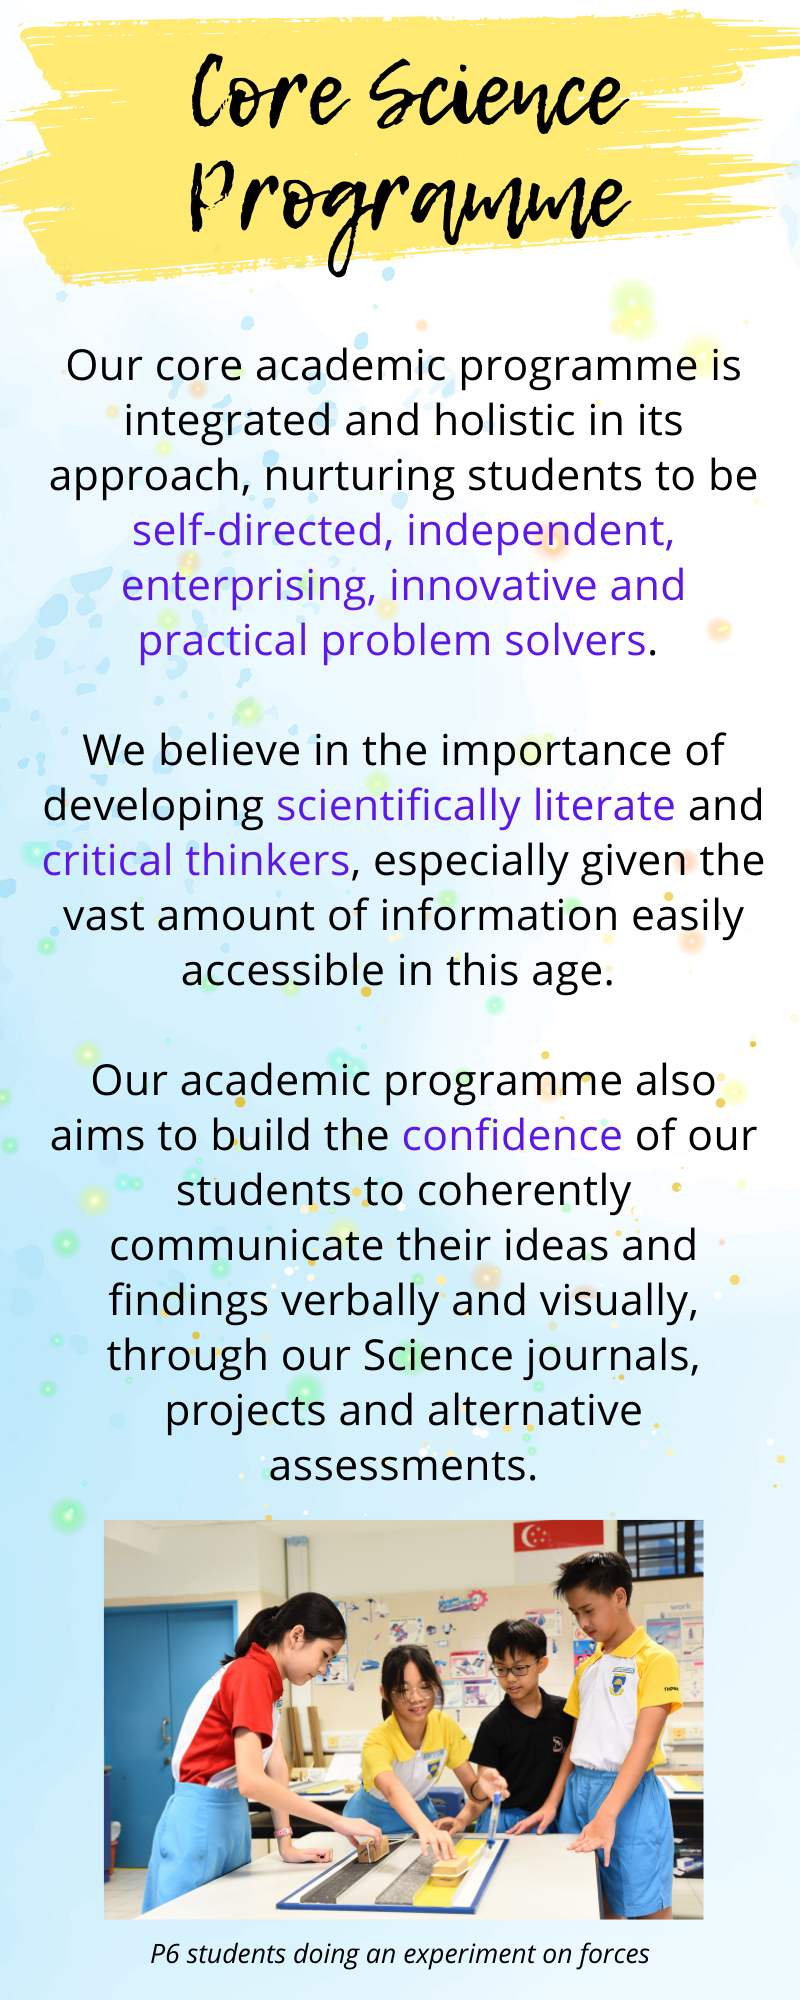 Core Science
Programme
Our core academic programme is
integrated and holistic in its
approach, nurturing students to be
self-directed, independent,
enterprising, innovative and
practical problem solvers.
We believe in the importance of
developing scientifically literate and
critical thinkers, especially given the
vast amount of information easily
accessible in this age.
Our academic programme also
aims to build the confidence of our
students to coherently
communicate their ideas and
findings verbally and visually,
through our Science journals,
projects and alternative
assessments.
work
P6 students doing an experiment on forces